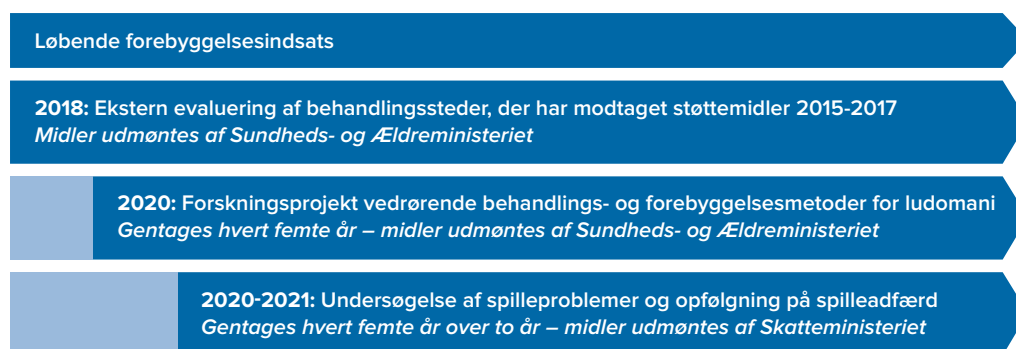 Løbende forebyggelsesindsats
2018: Ekstern evaluering af behandlingssteder, der har modtaget støttemidler 2015-2017
Midler udmøntes af Sundheds- og Ældreministeriet
2020: Forskningsprojekt vedrørende behandlings- og forebyggelsesmetoder for ludomani
Gentages hvert femte år – midler udmøntes af Sundheds- og Ældreministeriet
2020-2021: Undersøgelse af spilleproblemer og opfølgning på spilleadfærd
Gentages hvert femte år over to år – midler udmøntes af Skatteministeriet